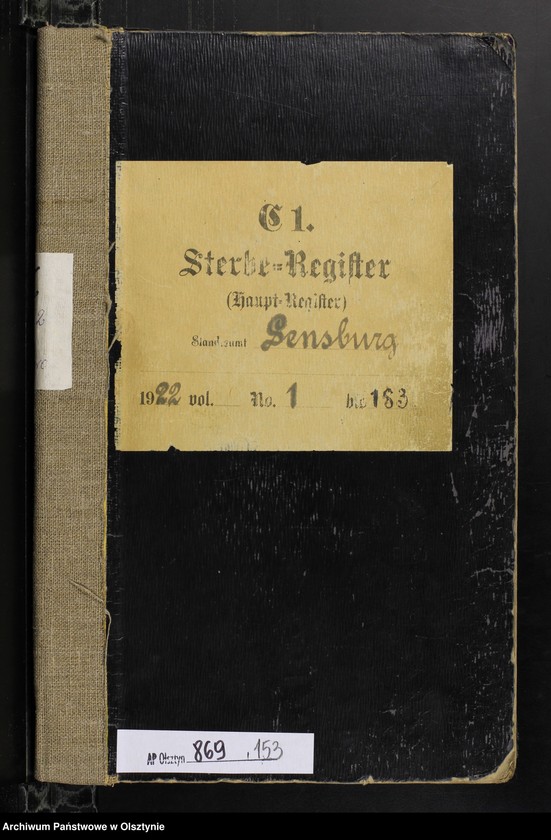 C 1.
Sterbe=Register
(Haupt=Register)
Standesamt Sensburg
1922 vol. No. 1 bis 183
AP Olsztyn 869 , 153
Archiwum Państwowe w Olsztynie